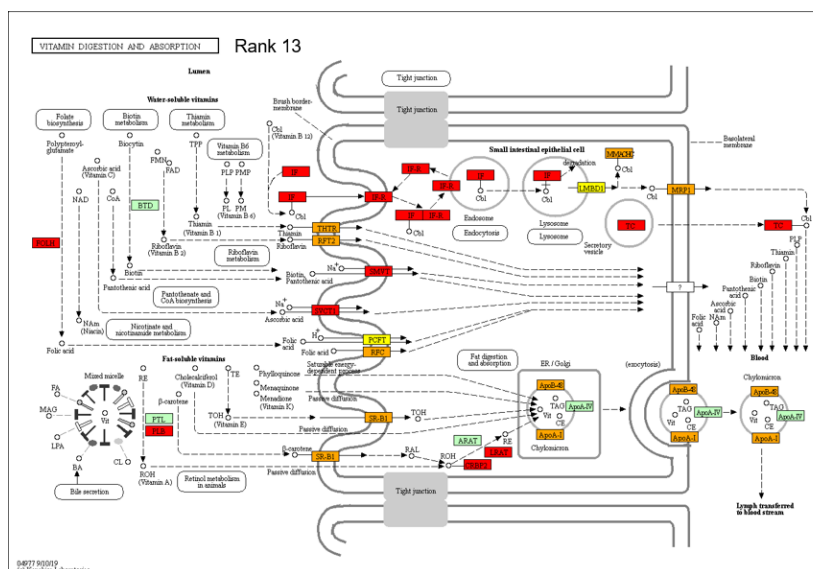 VITAMIN DIGESTION AND ABSORPTION
Rank 13
Lumen
Tight junction
Tight junction
Water-soluble vitamins
Brush border-
membrane
Folate
biosynthesis
Biotin
metabolism
Thiamin
metabolism
Vitamin B6
metabolism
Cbl
(Vitamin B 12)
Cbl
Polypteroyl-
glutamate
Biocytin
TPP
PLP
PMP
FMN
FAD
Ascorbic acid
(Vitamin C)
NAD
CoA
BTD
PL
PM
(Vitamin B 6)
Thiamin
(Vitamin B 1)
Riboflavin
(Vitamin B 2)
Riboflavin
metabolism
Biotin
Pantothenic acid
Pantothenate and
CoA biosynthesis
NAm
(Niacin)
Nicotinate and
nicotinamide metabolism
Folic acid
Small intestinal epithelial cell
Basolateral
membrane
IF
IF
Cbl
IF-R
IF-R
IF
IF-R
Cbl
IF-R
IF
Cbl
Endosome
Endocytosis
IF
Cbl
degradation
Lysosome
Lysosome
LMBD1
MMACHC
Cbl
Cbl
MRP1
TC
Secretory
vesicle
TC
Cbl
Cbl
PLP
Thiamin
Riboflavin
Biotin
Pantothenic
acid
Ascorbic
acid
NAm
Folic acid
Blood
Thiamin
THTR
Riboflavin
RFT2
Na+
Biotin,
Pantothenic acid
SMVT
Na+
Ascorbic acid
?
H+
Folic
acid
PCFT
Folic acid
RFC
Fat-soluble vitamins
Mixed micelle
FA
MAG
LPA
BA
CL
Vit
Bile secretion
RE
Cholecalciferol
(Vitamin D)
TE
PTL
β-carotene
TOH
(Vitamin E)
ROH
(Vitamin A)
Retinol metabolism
in animals
Phylloquinone
Menaquinone
Menadione
(Vitamin K)
Saturable energy-
dependent process
Passive diffusion
Passive diffusion
SR-B1
TOH
β-carotene
SR-B1
RAL
Passive diffusion
ROH
ARAT
RE
LRAT
Fat digestion
and absorption
ER / Golgi
ApoB-48
TAG
Vit
CE
ApoA-IV
ApoA-I
Chylomicron
(exocytosis)
ApoB-48
TAG
Vit
CE
ApoA-IV
ApoA-I
Chylomicron
ApoB-48
TAG
Vit
CE
ApoA-IV
ApoA-I
Lymph transferred
to blood stream
Tight junction
Tight junction
04977 9/10/19